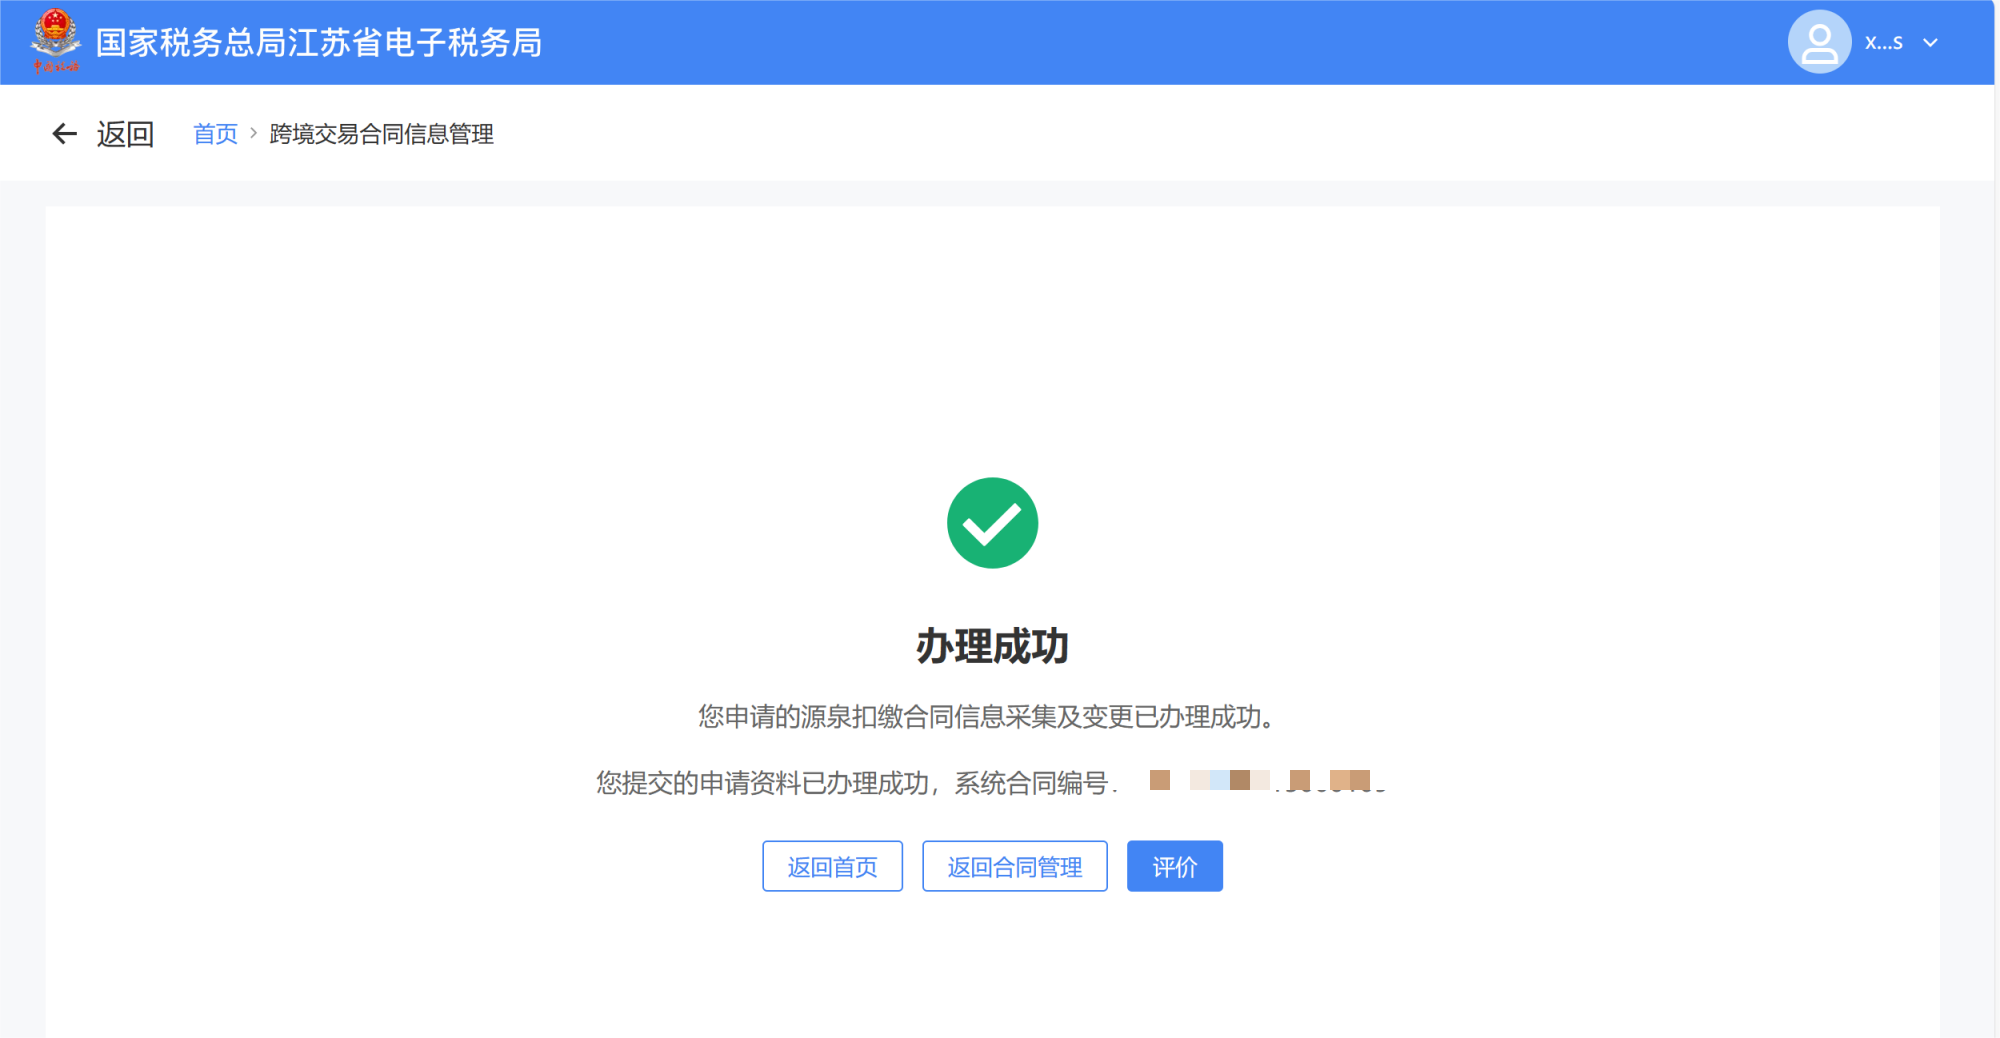 国家税务总局江苏省电子税务局
x...s
返回
首页 > 跨境交易合同信息管理
办理成功
您申请的源泉扣缴合同信息采集及变更已办理成功。
您提交的申请资料已办理成功，系统合同编号
返回首页
返回合同管理
评价